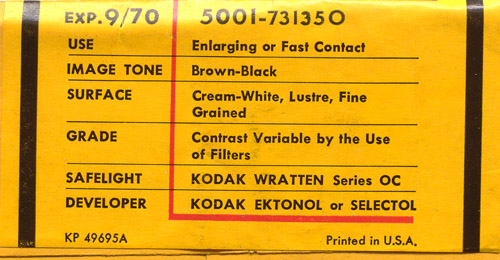 EXP. 9/70 5001-731350
USE Enlarging or Fast Contact
IMAGE TONE Brown-Black
SURFACE Cream-White, Lustre, Fine
Grained
GRADE Contrast Variable by the Use
of Filters
SAFELIGHT KODAK WRATTEN Series OC
DEVELOPER KODAK EKTONOL or SELECTOL
KP 49695A Printed in U.S.A.